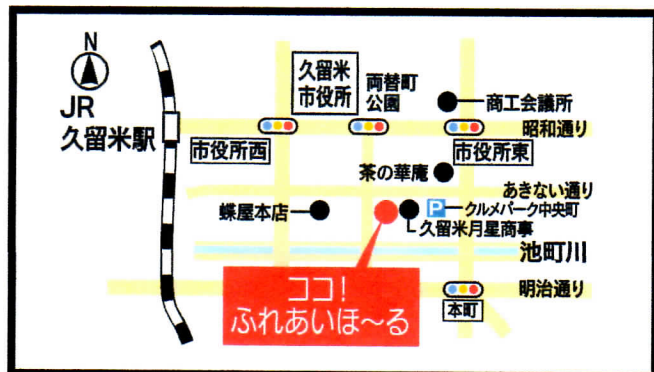 N
JR
久留米駅
久留米
市役所
両替町
公園
商工会議所
昭和通り
市役所西
市役所東
茶の華庵
あきない通り
蝶屋本店
P
クルメパーク中央町
久留米月星商事
池町川
ココ!
ふれあいほ～る
明治通り
本町